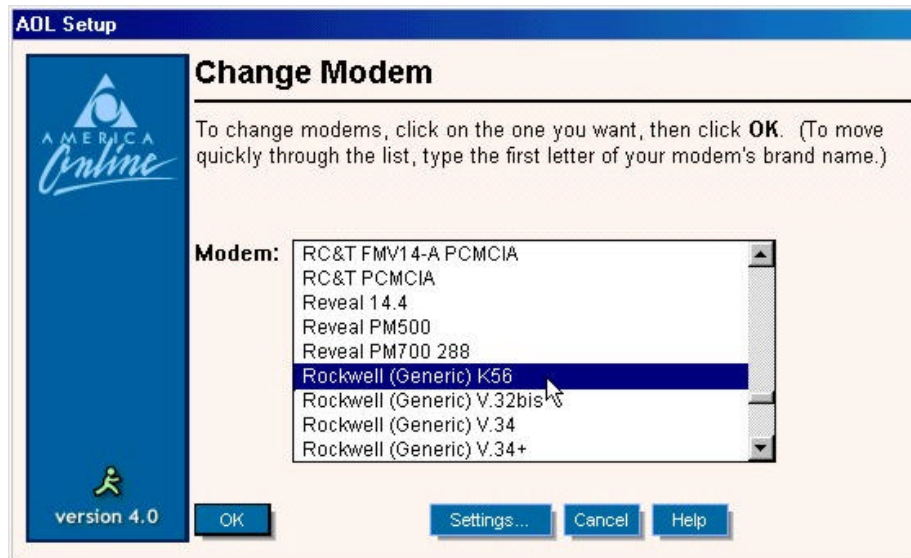 AOL Setup
AMERICA
Online
Change Modem
To change modems, click on the one you want, then click OK. (To move
quickly through the list, type the first letter of your modem's brand name.)
Modem:
RC&T FMV14-A PCMCIA
RC&T PCMCIA
Reveal 14.4
Reveal PM500
Reveal PM700 288
Rockwell (Generic) K56
Rockwell (Generic) V.32bis
Rockwell (Generic) V.34
Rockwell (Generic) V.34+
version 4.0
OK
Settings...
Cancel
Help